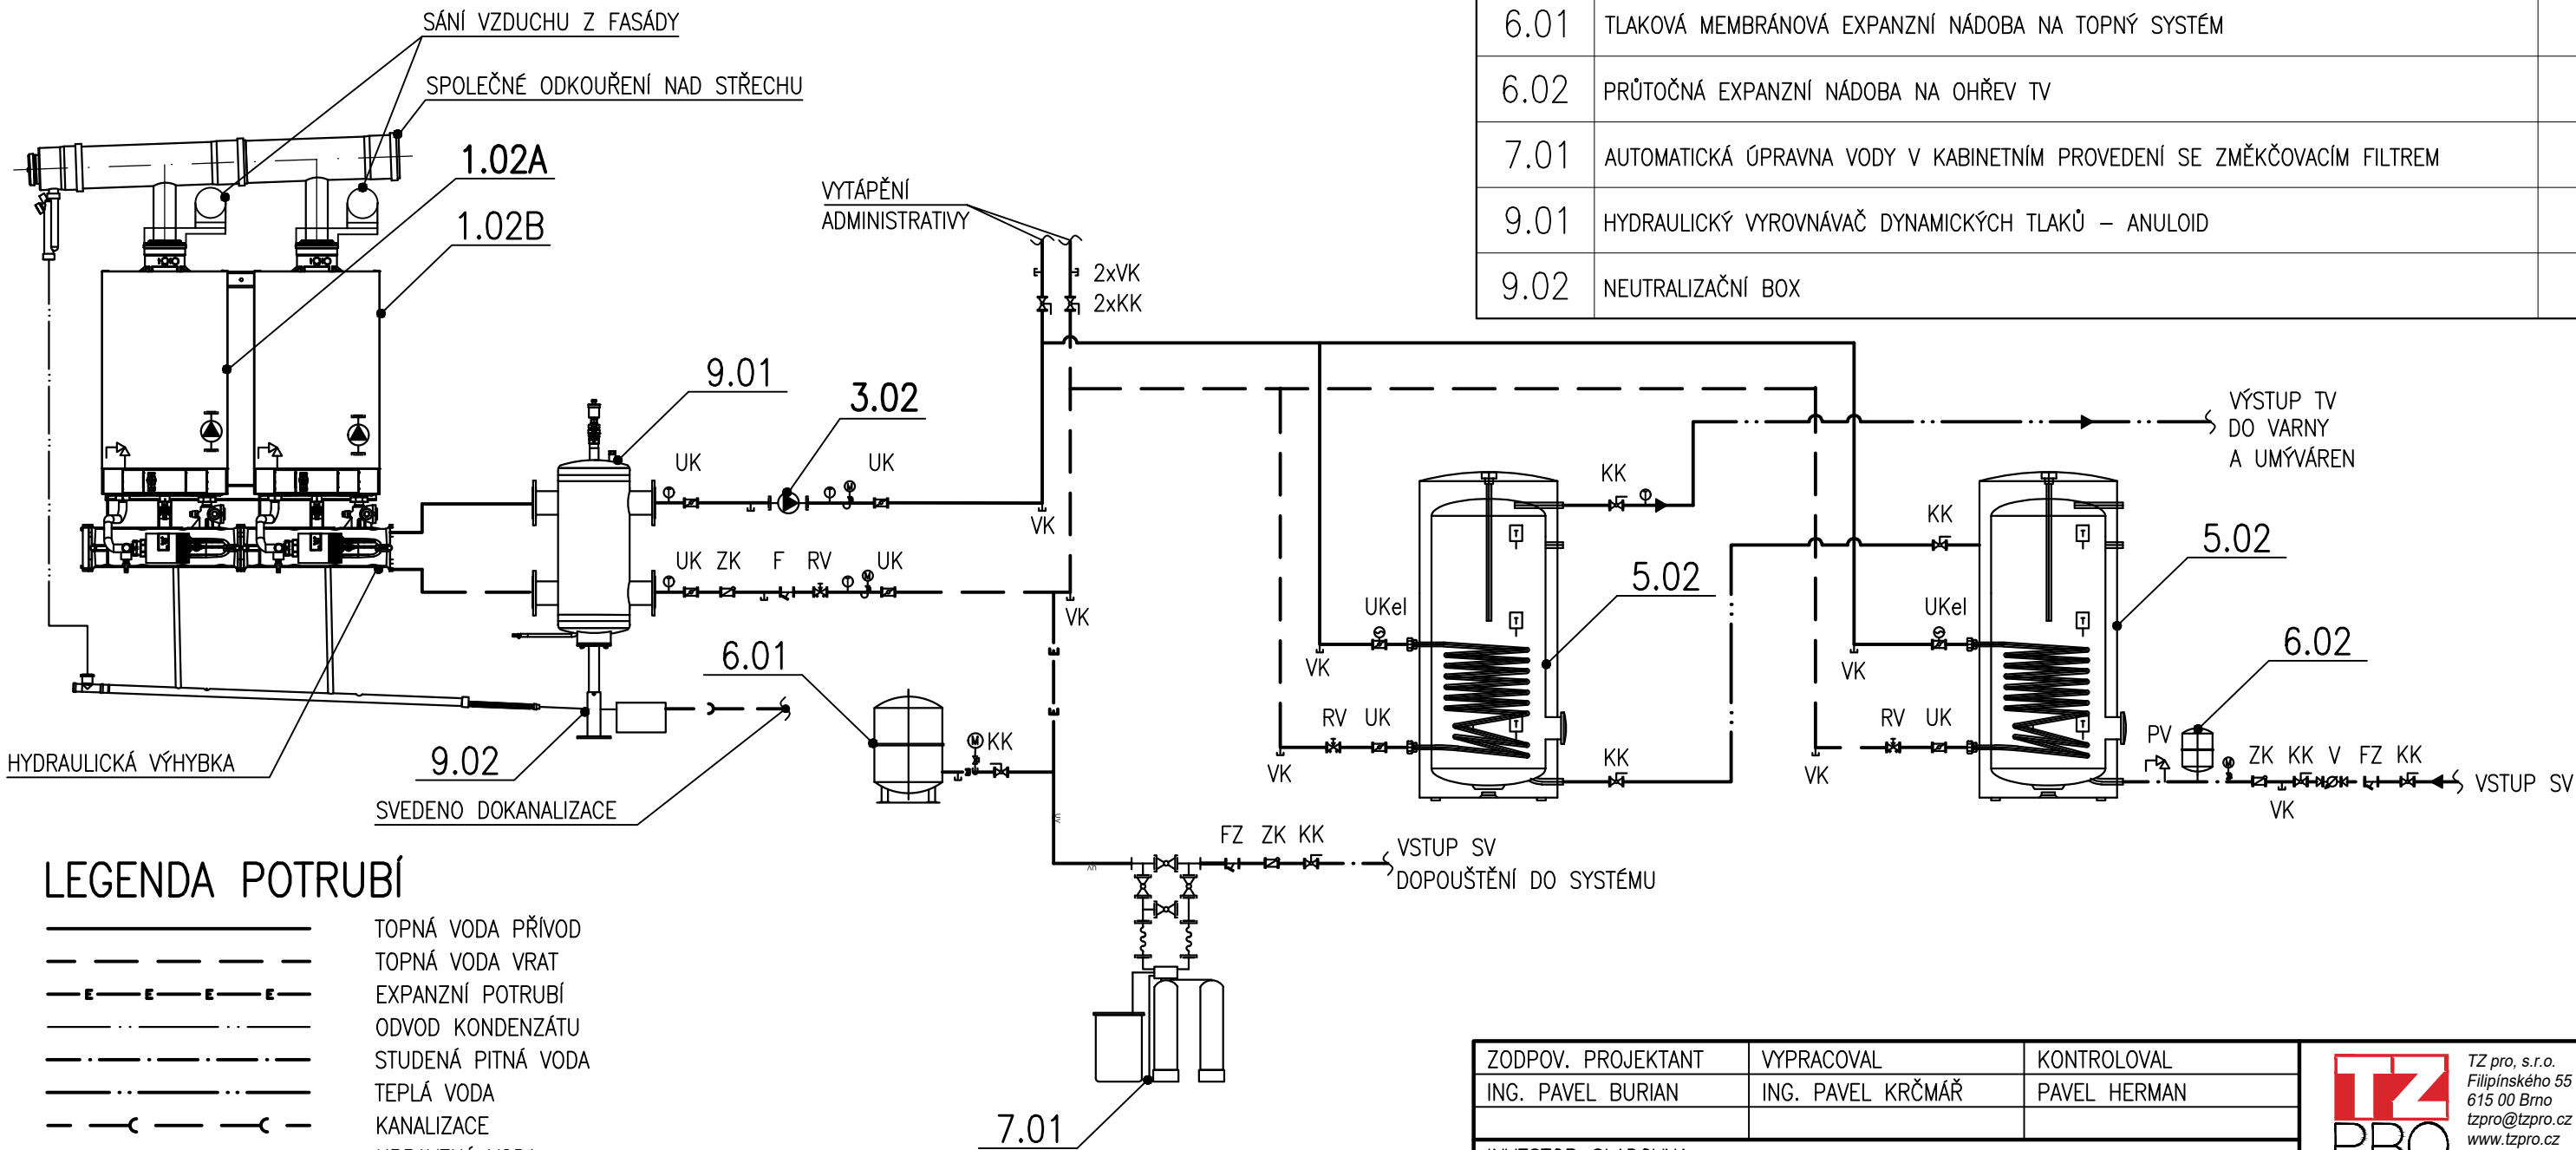 SÁNÍ VZDUCHU Z FASÁDY
SPOLEČNÉ ODKOUŘENÍ NAD STŘECHU
1.02A
1.02B
6.01 TLAKOVÁ MEMBRÁNOVÁ EXPANZNÍ NÁDOBA NA TOPNÝ SYSTÉM
6.02 PRŮTOČNÁ EXPANZNÍ NÁDOBA NA OHŘEV TV
7.01 AUTOMATICKÁ ÚPRAVNA VODY V KABINETNÍM PROVEDENÍ SE ZMĚKČOVACÍM FILTREM
9.01 HYDRAULICKÝ VYROVNÁVAČ DYNAMICKÝCH TLAKŮ – ANULOID
9.02 NEUTRALIZAČNÍ BOX
VYTÁPĚNÍ
ADMINISTRATIVY
2xVK
2xKK
9.01
3.02
UK UK
VK
UK ZK F RV UK
VK
VÝSTUP TV
DO VARNY
A UMÝVÁREN
KK
KK
5.02
5.02
UKel
UKel
VK
VK
RV UK
RV UK
VK
VK
KK
6.02
PV
ZK KK V FZ KK
VK
VSTUP SV
6.01
KK
9.02
HYDRAULICKÁ VÝHYBKA
SVEDENO DOKANALIZACE
FZ ZK KK
VSTUP SV
DOPOUŠTĚNÍ DO SYSTÉMU
7.01
LEGENDA POTRUBÍ
TOPNÁ VODA PŘÍVOD
TOPNÁ VODA VRAT
E E E E EXPANZNÍ POTRUBÍ
ODVOD KONDENZÁTU
STUDENÁ PITNÁ VODA
TEPLÁ VODA
KANALIZACE
ZODPOV. PROJEKTANT VYPRACOVAL KONTROLOVAL
ING. PAVEL BURIAN ING. PAVEL KRČMÁŘ PAVEL HERMAN
TZ
PRO
TZ pro, s.r.o.
Filipínského 55
615 00 Brno
tzpro@tzpro.cz
www.tzpro.cz